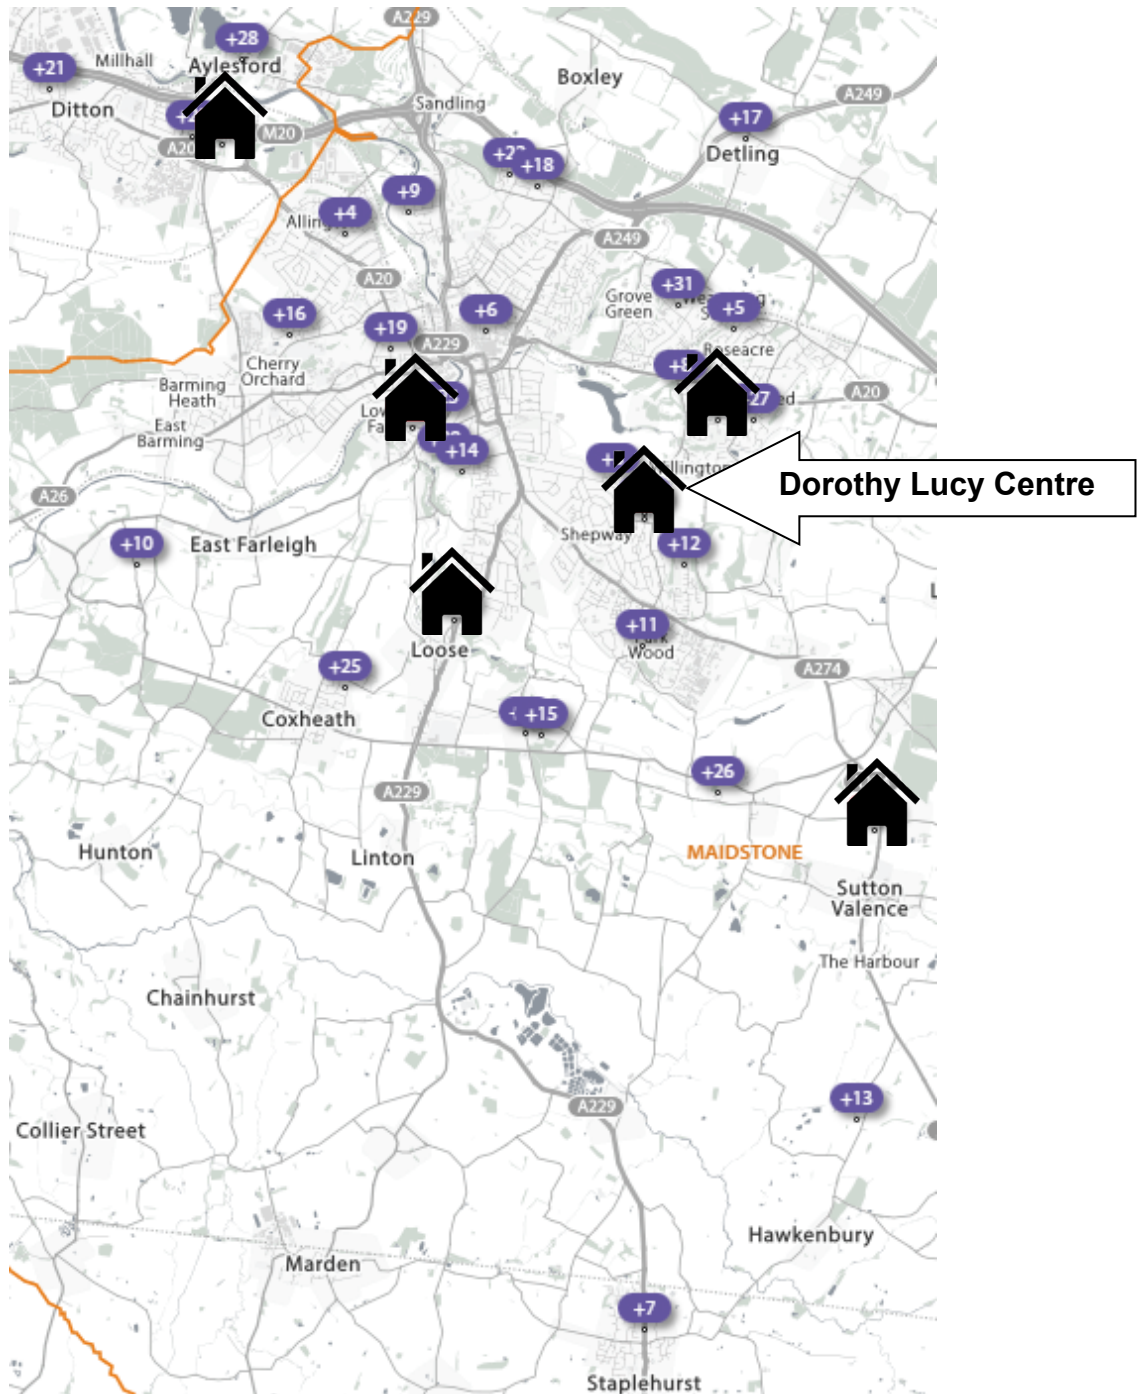 A229
+28
Millhall
Aylesford
+21
Boxley
A249
Ditton
Sandling
+17
M20
Detling
+18
+9
+4
A249
A20
+31
Grove
Green
+5
+16
+6
+19
A229
Roseacre
Cherry
Orchard
Barming
Heath
A20
+27
East
Barming
+14
Dorothy Lucy Centre
A26
Shepway
+10
East Farleigh
+12
+11
Wood
Loose
+25
A274
Coxheath
+15
+26
A229
Hunton
Linton
MAIDSTONE
Sutton
Valence
The Harbour
Chainhurst
+13
A229
Collier Street
Hawkenbury
Marden
+7
Staplehurst